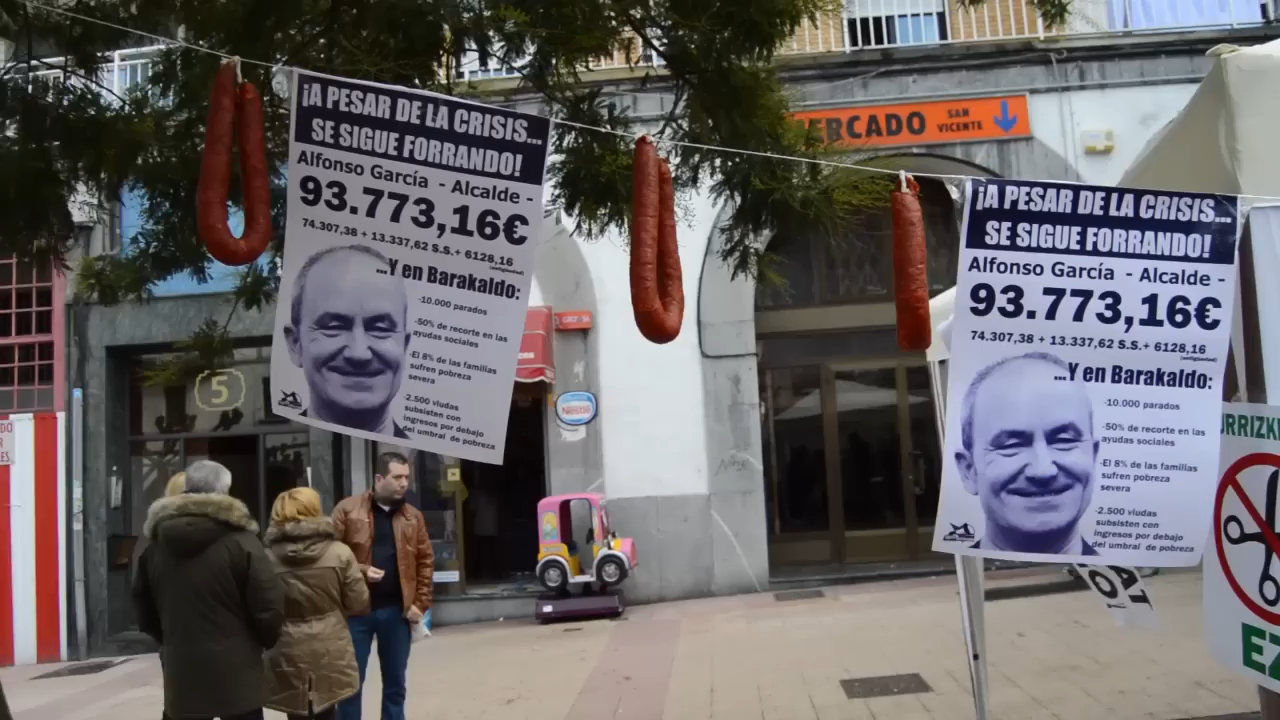 ¡A PESAR DE LA CRISIS...
SE SIGUE FORRANDO!
Alfonso García - Alcalde -
93.773,16€
74.307,38 + 13.337,62 S.S.+ 6128,16
(antigüedad)
...Y en Barakaldo:
-10.000 parados
-50% de recorte en las
ayudas sociales
-El 8% de las familias
sufren pobreza
severa
-2.500 viudas
subsisten con
ingresos por debajo
del umbral de pobreza
ERCADO SAN
VICENTE
¡A PESAR DE LA CRISIS...
SE SIGUE FORRANDO!
Alfonso García - Alcalde -
93.773,16€
74.307,38 + 13.337,62 S.S.+ 6128,16
(antigüedad)
...Y en Barakaldo:
-10.000 parados
-50% de recorte en las
ayudas sociales
-El 8% de las familias
sufren pobreza
severa
-2.500 viudas
subsisten con
ingresos por debajo
del umbral de pobreza
5
Nestlé
URRIZK
EZ